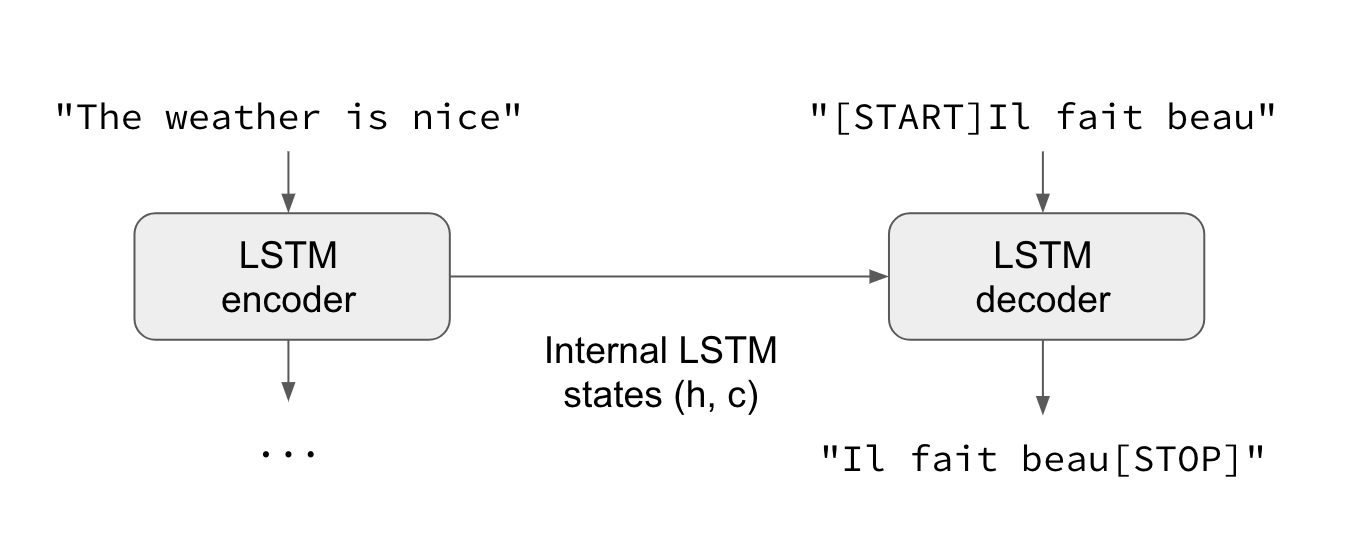 "The weather is nice"
"[START]Il fait beau"
LSTM
encoder
LSTM
decoder
Internal LSTM
states (h, c)
...
"Il fait beau[STOP]"